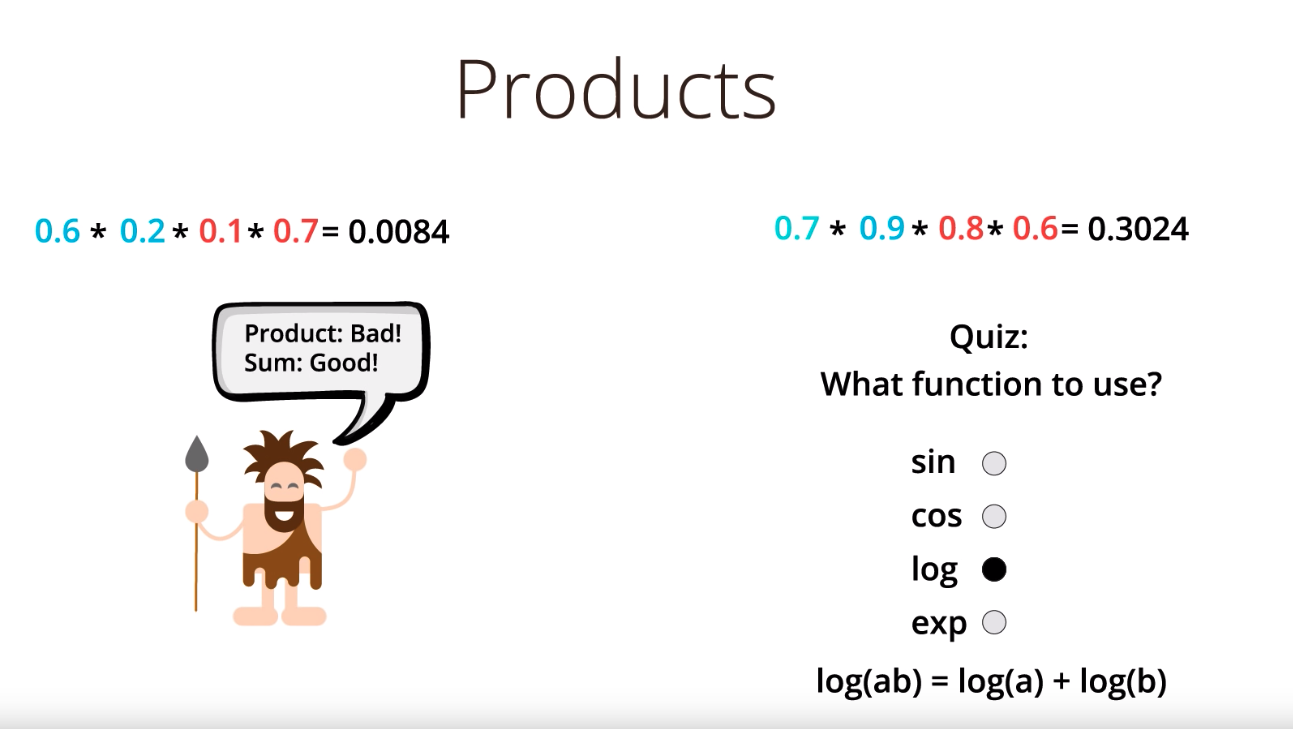 Products
0.6 * 0.2 * 0.1 * 0.7 = 0.0084
0.7 * 0.9 * 0.8 * 0.6 = 0.3024
Product: Bad!
Sum: Good!
Quiz:
What function to use?
sin
cos
log
exp
log(ab) = log(a) + log(b)